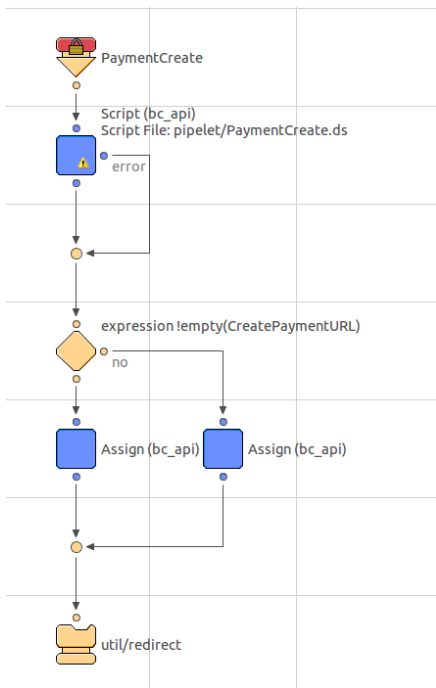 PaymentCreate
Script (bc_api)
Script File: pipelet/PaymentCreate.ds
error
expression !empty(CreatePaymentURL)
no
Assign (bc_api)
Assign (bc_api)
util/redirect